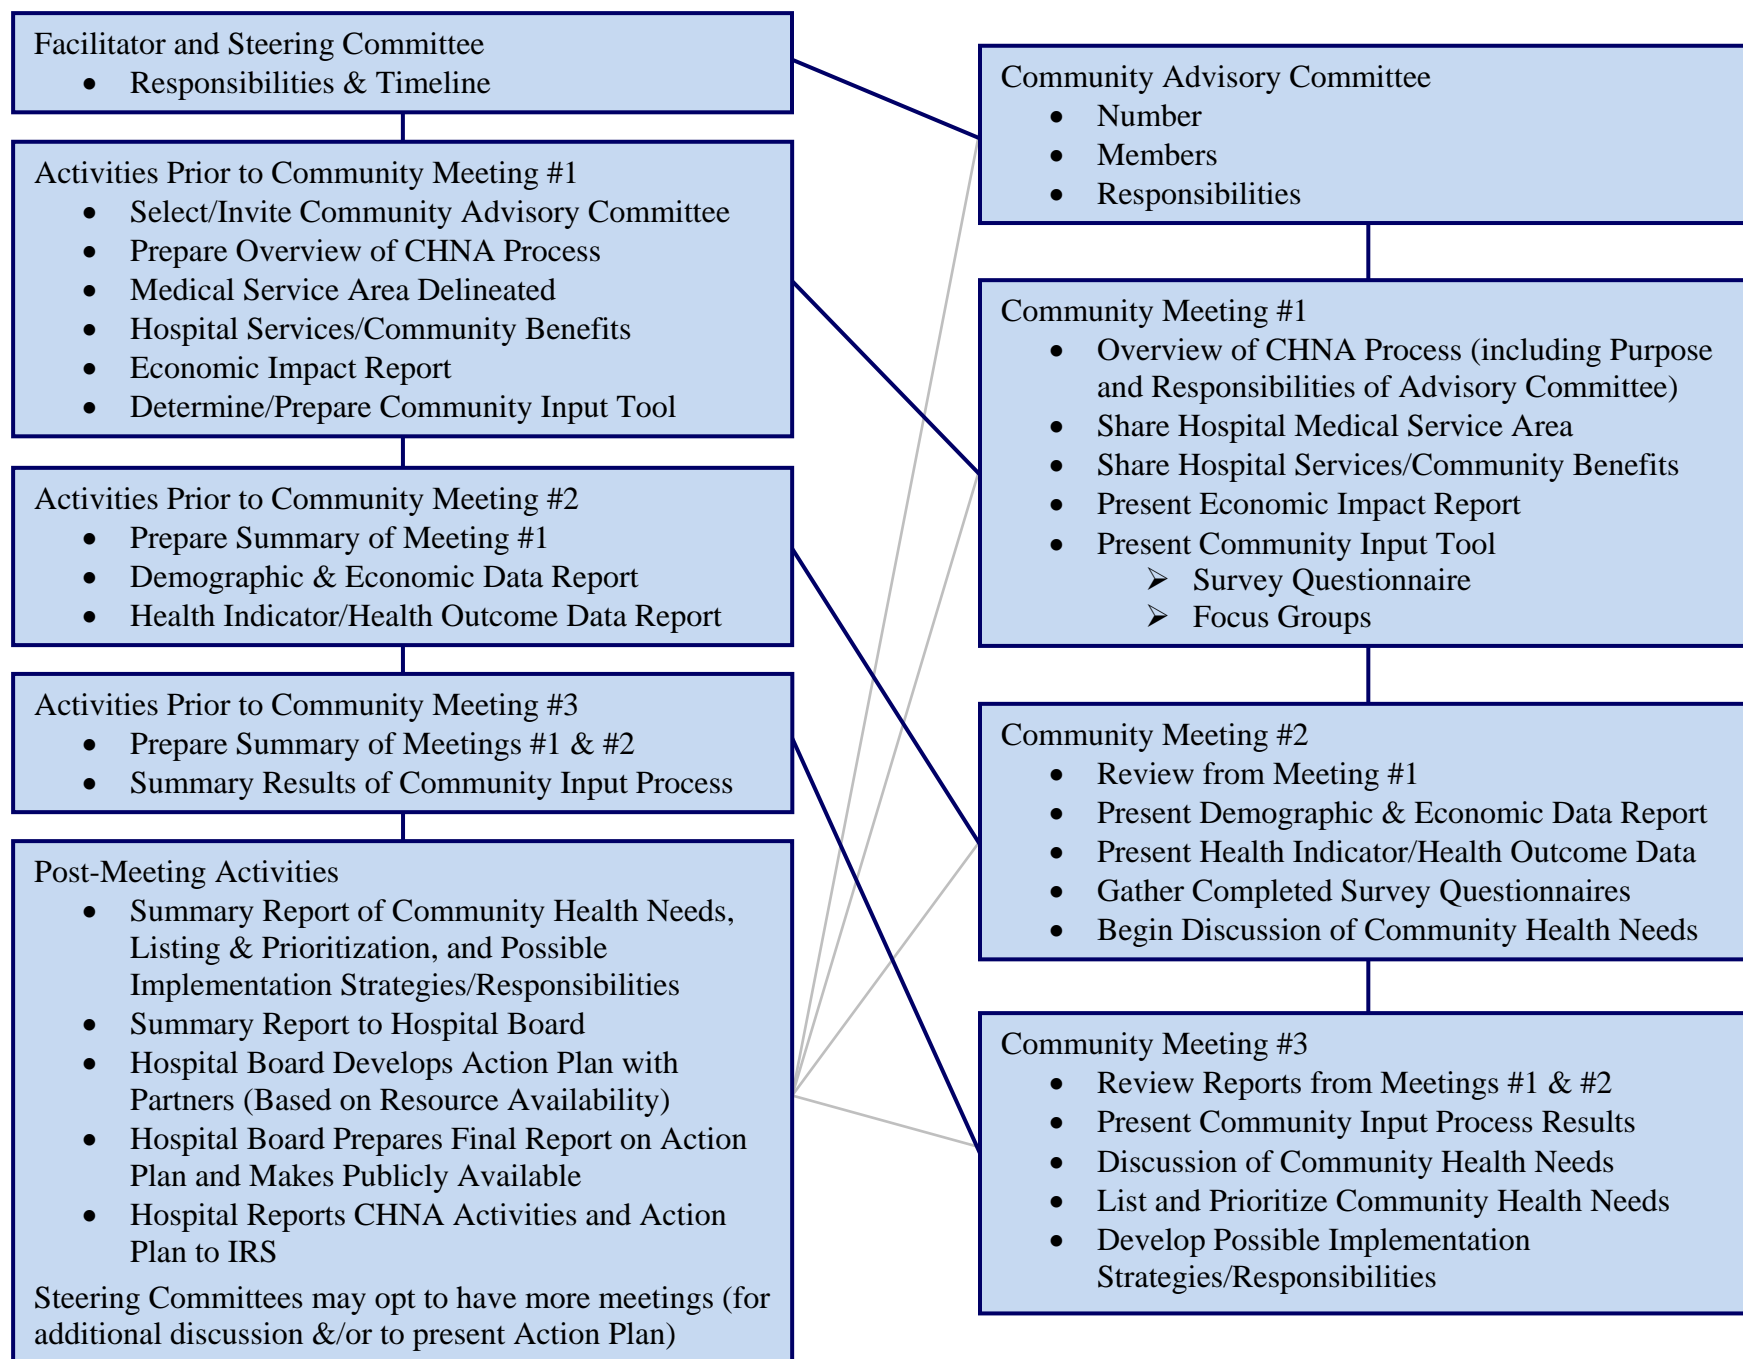 Facilitator and Steering Committee
• Responsibilities & Timeline
Activities Prior to Community Meeting #1
• Select/Invite Community Advisory Committee
• Prepare Overview of CHNA Process
• Medical Service Area Delineated
• Hospital Services/Community Benefits
• Economic Impact Report
• Determine/Prepare Community Input Tool
Activities Prior to Community Meeting #2
• Prepare Summary of Meeting #1
• Demographic & Economic Data Report
• Health Indicator/Health Outcome Data Report
Activities Prior to Community Meeting #3
• Prepare Summary of Meetings #1 & #2
• Summary Results of Community Input Process
Post-Meeting Activities
• Summary Report of Community Health Needs,
Listing & Prioritization, and Possible
Implementation Strategies/Responsibilities
• Summary Report to Hospital Board
• Hospital Board Develops Action Plan with
Partners (Based on Resource Availability)
• Hospital Board Prepares Final Report on Action
Plan and Makes Publicly Available
• Hospital Reports CHNA Activities and Action
Plan to IRS
Steering Committees may opt to have more meetings (for
additional discussion &/or to present Action Plan)
Community Advisory Committee
• Number
• Members
• Responsibilities
Community Meeting #1
• Overview of CHNA Process (including Purpose
and Responsibilities of Advisory Committee)
• Share Hospital Medical Service Area
• Share Hospital Services/Community Benefits
• Present Economic Impact Report
• Present Community Input Tool
➢ Survey Questionnaire
➢ Focus Groups
Community Meeting #2
• Review from Meeting #1
• Present Demographic & Economic Data Report
• Present Health Indicator/Health Outcome Data
• Gather Completed Survey Questionnaires
• Begin Discussion of Community Health Needs
Community Meeting #3
• Review Reports from Meetings #1 & #2
• Present Community Input Process Results
• Discussion of Community Health Needs
• List and Prioritize Community Health Needs
• Develop Possible Implementation
Strategies/Responsibilities